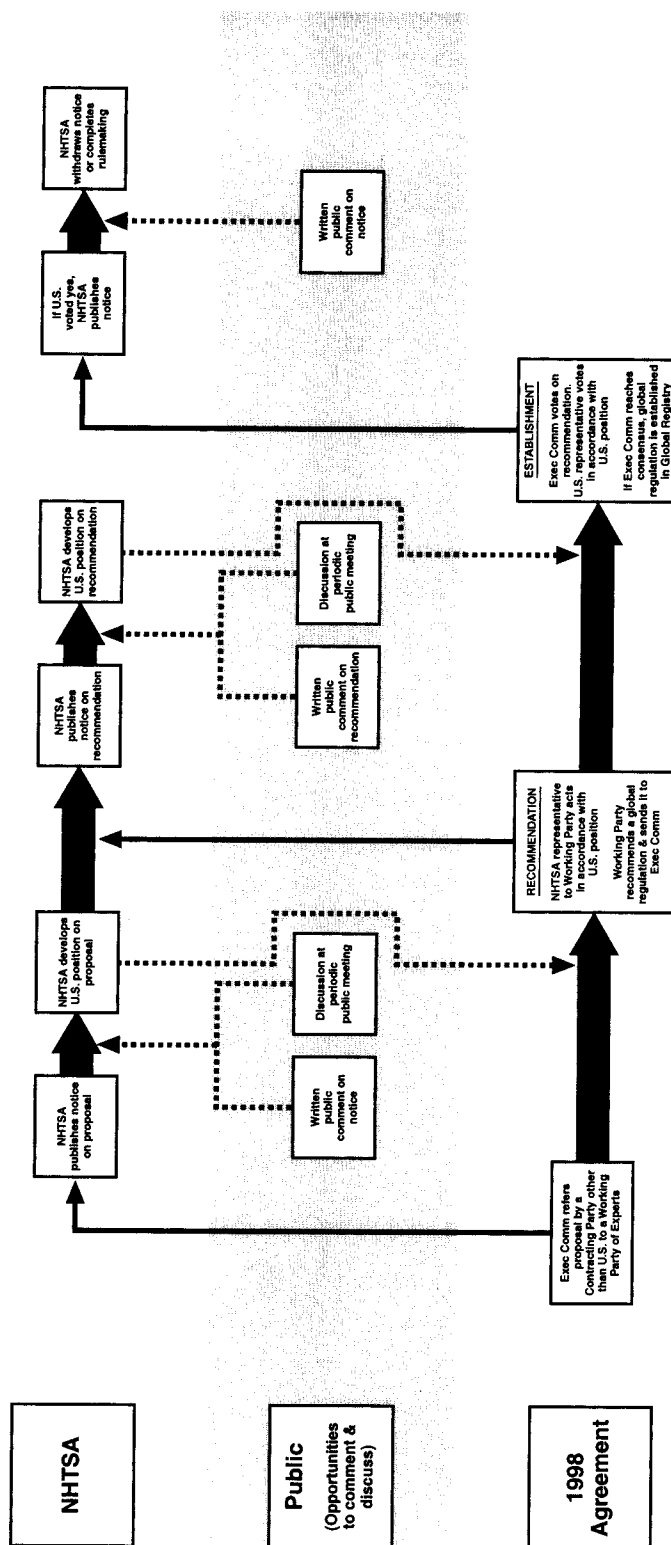 NHTSA
NHTSA
publishes notice
on proposal
NHTSA develops
U.S. position on
proposal
NHTSA
publishes
notice on
recommendation
NHTSA develops
U.S. position on
recommendation
If U.S.
voted yes,
NHTSA
publishes
notice
NHTSA
withdraws notice
or completes
rulemaking
Public
(Opportunities
to comment &
discuss)
Written
public
comment on
notice
Discussion at
periodic
public meeting
Written
public
comment on
recommendation
Discussion at
periodic
public meeting
Written
public
comment on
notice
1998
Agreement
Exec Comm refers
proposal by a
Contracting Party other
than U.S. to a Working
Party of Experts
RECOMMENDATION
NHTSA representative
to Working Party acts
in accordance with
U.S. position
Working Party
recommends a global
regulation & sends it to
Exec Comm
ESTABLISHMENT
Exec Comm votes on
recommendation.
U.S. representative votes
in accordance with
U.S. position
If Exec Comm reaches
consensus, global
regulation is established
in Global Registry